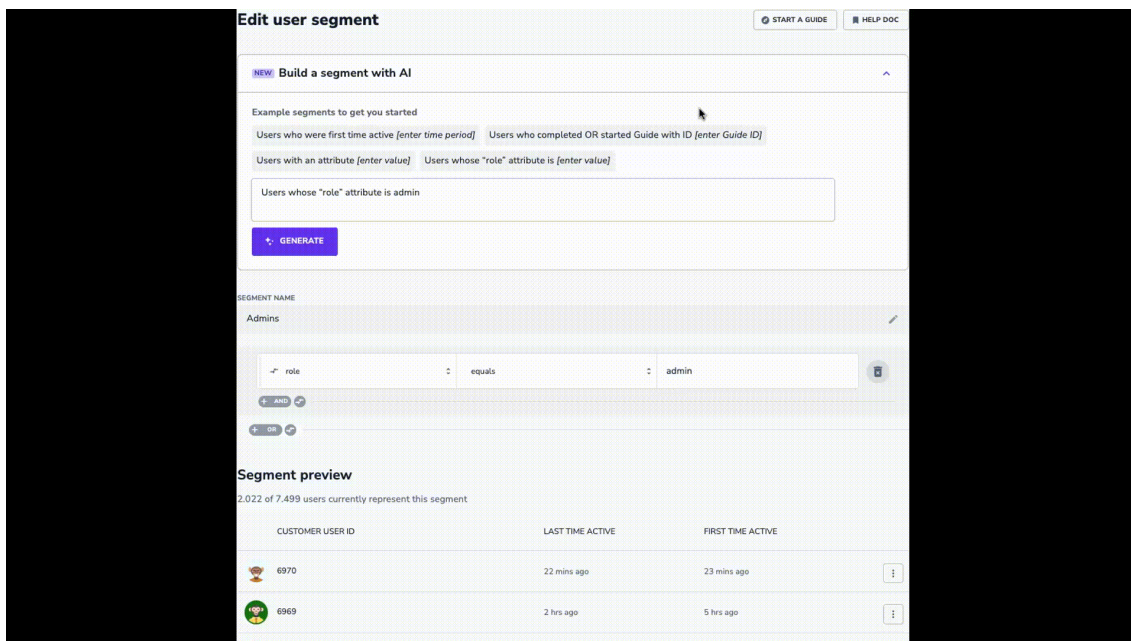 Edit user segment
START A GUIDE
HELP DOC
NEW Build a segment with AI
Example segments to get you started
Users who were first time active [enter time period]
Users who completed OR started Guide with ID [enter Guide ID]
Users with an attribute [enter value]
Users whose “role” attribute is [enter value]
Users whose “role” attribute is admin
GENERATE
SEGMENT NAME
Admins
role
equals
admin
+ AND
+ OR
Segment preview
2.022 of 7.499 users currently represent this segment
CUSTOMER USER ID
LAST TIME ACTIVE
FIRST TIME ACTIVE
6970
22 mins ago
23 mins ago
6969
2 hrs ago
5 hrs ago